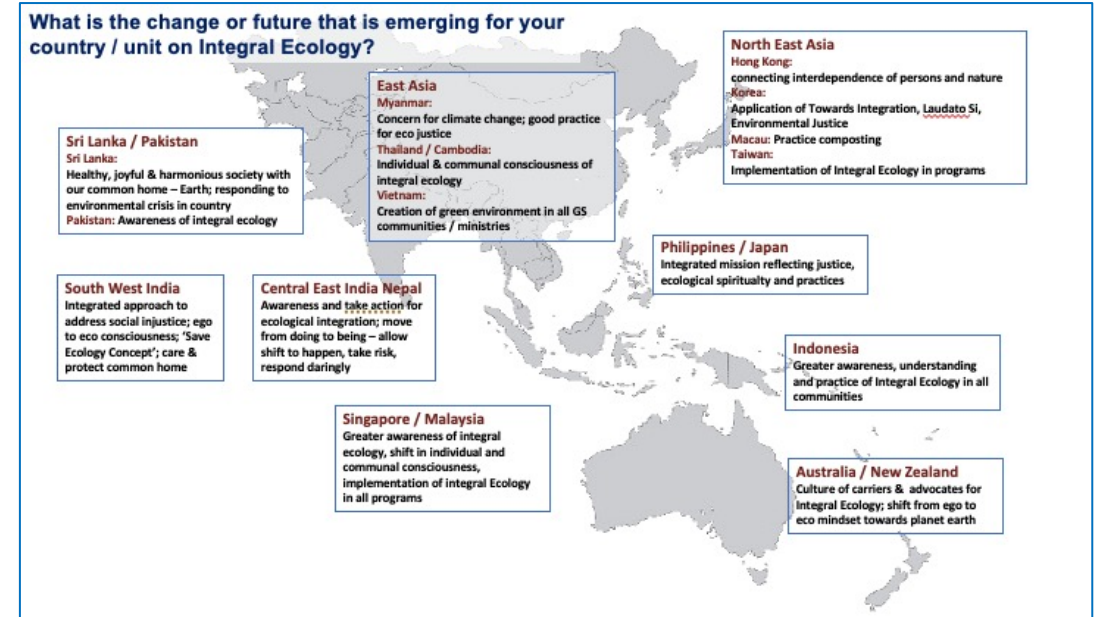 What is the change or future that is emerging for your
country / unit on Integral Ecology?
North East Asia
Hong Kong:
connecting interdependence of persons and nature
Korea:
Application of Towards Integration, Laudato Si,
Environmental Justice
Macau: Practice composting
Taiwan:
Implementation of Integral Ecology in programs
East Asia
Myanmar:
Concern for climate change; good practice
for eco justice
Thailand / Cambodia:
Individual & communal consciousness of
integral ecology
Vietnam:
Creation of green environment in all GS
communities / ministries
Sri Lanka / Pakistan
Sri Lanka:
Healthy, joyful & harmonious society with
our common home – Earth; responding to
environmental crisis in country
Pakistan: Awareness of integral ecology
Philippines / Japan
Integrated mission reflecting justice,
ecological spiritualty and practices
South West India
Integrated approach to
address social injustice; ego
to eco consciousness; ‘Save
Ecology Concept’; care &
protect common home
Central East India Nepal
Awareness and take action for
ecological integration; move
from doing to being – allow
shift to happen, take risk,
respond daringly
Indonesia
Greater awareness, understanding
and practice of Integral Ecology in all
communities
Singapore / Malaysia
Greater awareness of integral
ecology, shift in individual and
communal consciousness,
implementation of integral Ecology
in all programs
Australia / New Zealand
Culture of carriers & advocates for
Integral Ecology; shift from ego to
eco mindset towards planet earth